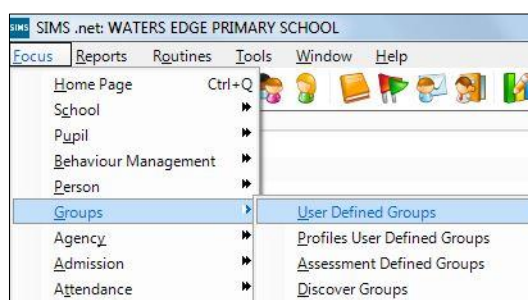 SIMS SIMS .net: WATERS EDGE PRIMARY SCHOOL
Focus Reports Routines Tools Window Help
Home Page Ctrl+Q
School
Pupil
Behaviour Management
Person
Groups User Defined Groups
Agency Profiles User Defined Groups
Admission Assessment Defined Groups
Attendance Discover Groups